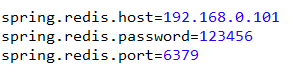 spring.redis.host=192.168.0.101
spring.redis.password=123456
spring.redis.port=6379